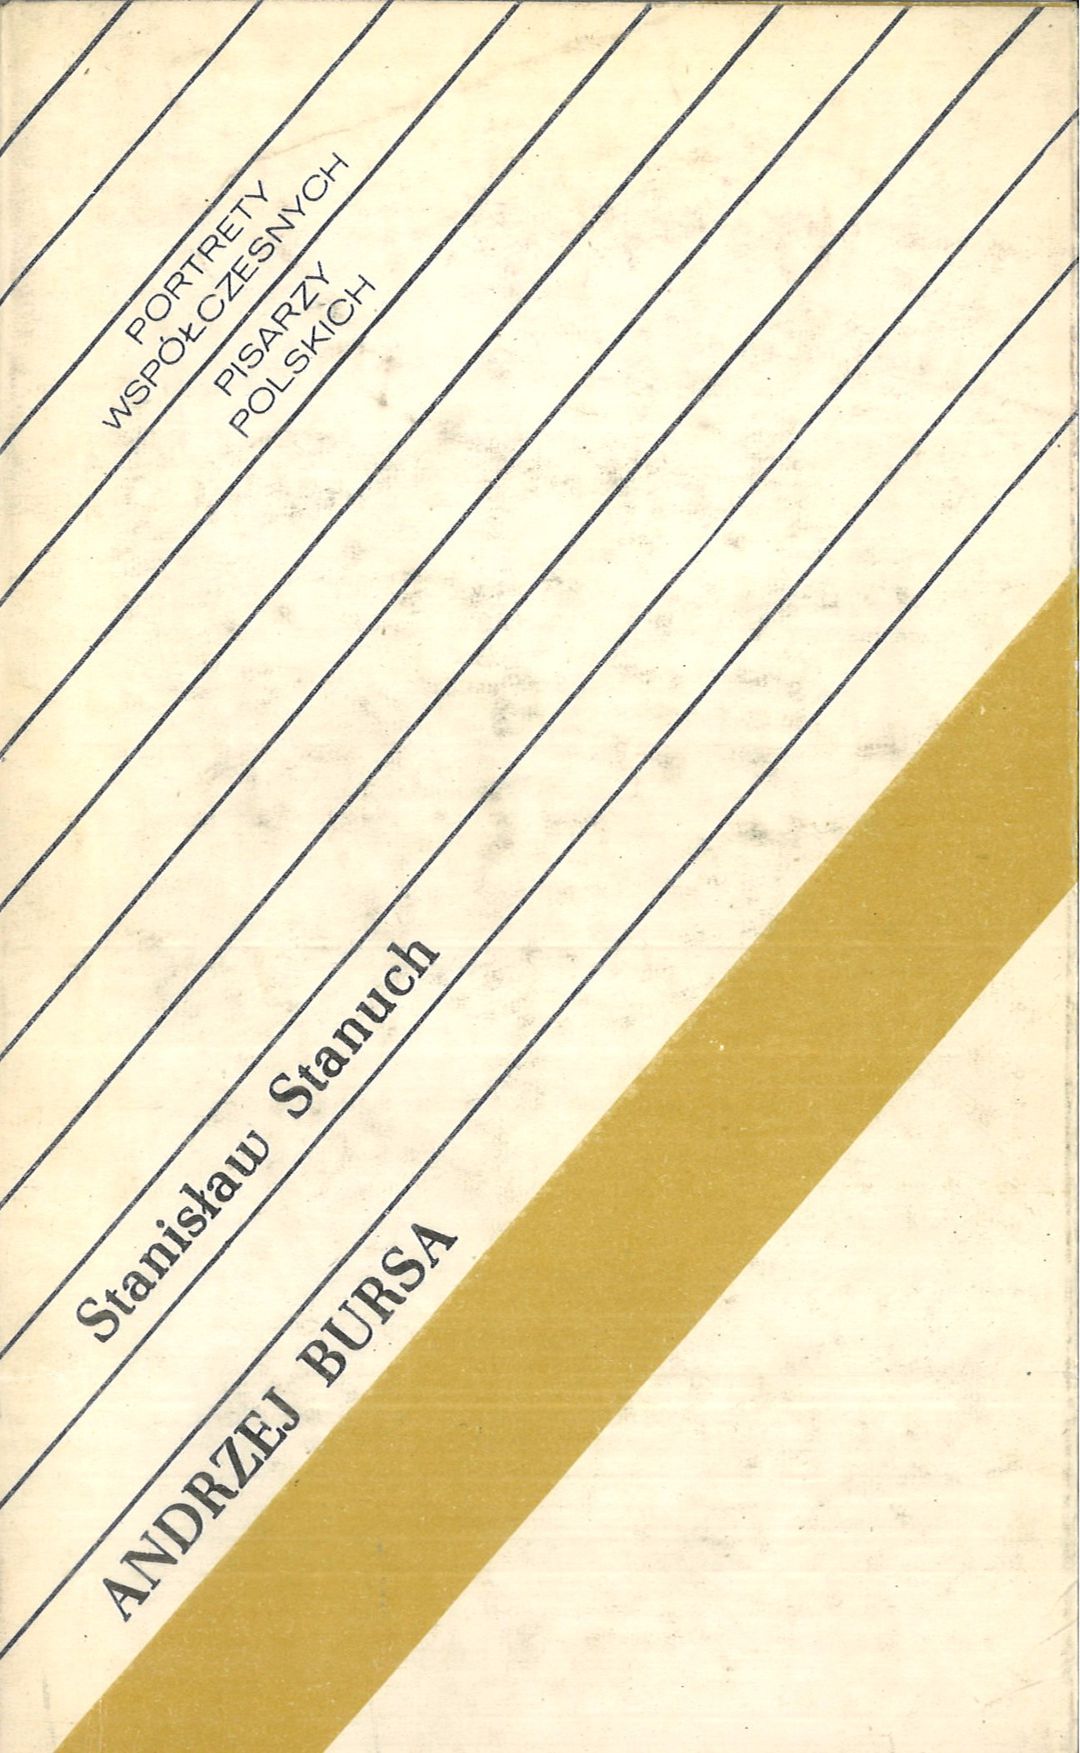 PORTRETY
WSPÓŁCZESNYCH
PISARZY
POLSKICH
Stanisław Stanuch
ANDRZEJ BURSA